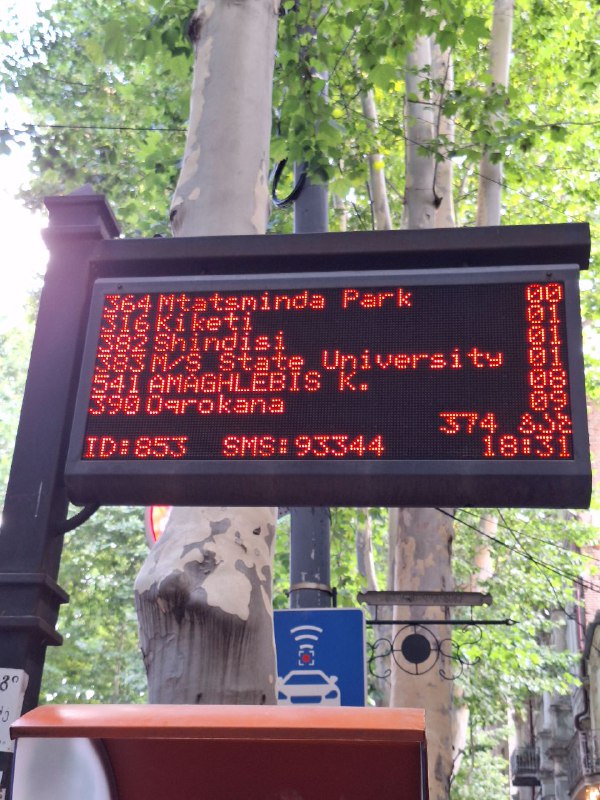 364 Mtatsminda Park 00
316 Kiketi 01
382 Shindisi 01
383 M/S State University 01
541 AMAGHLEBIS K. 08
390 Oqrokana 09
374 838
ID:853 SMS:93344 18:31